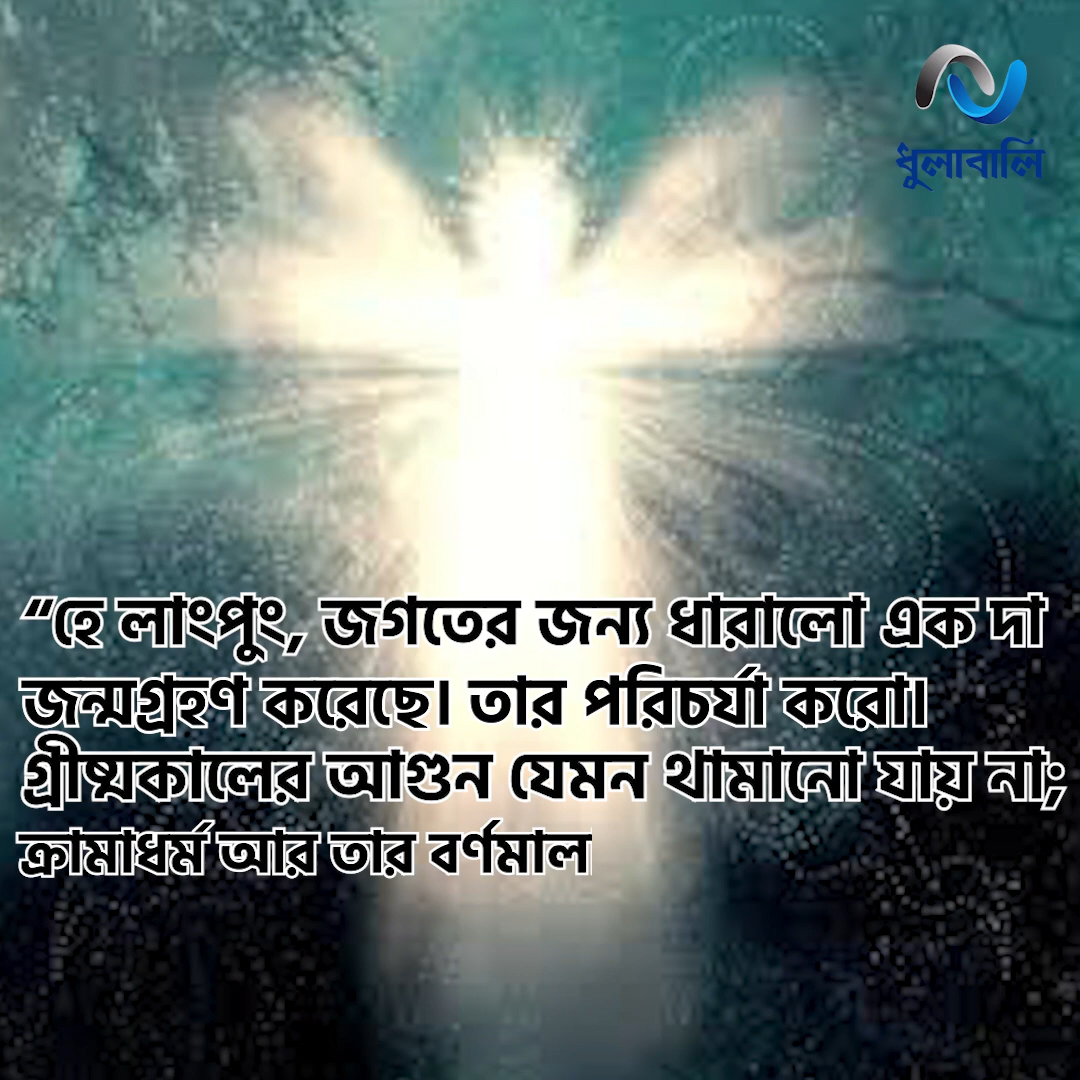 ধুলাবালি
“হে লাংপুং, জগতের জন্য ধারালো এক দা
জন্মগ্রহণ করেছে। তার পরিচর্যা করো।
গ্রীষ্মকালের আগুন যেমন থামানো যায় না;
ক্রামাধর্ম আর তার বর্ণমাল